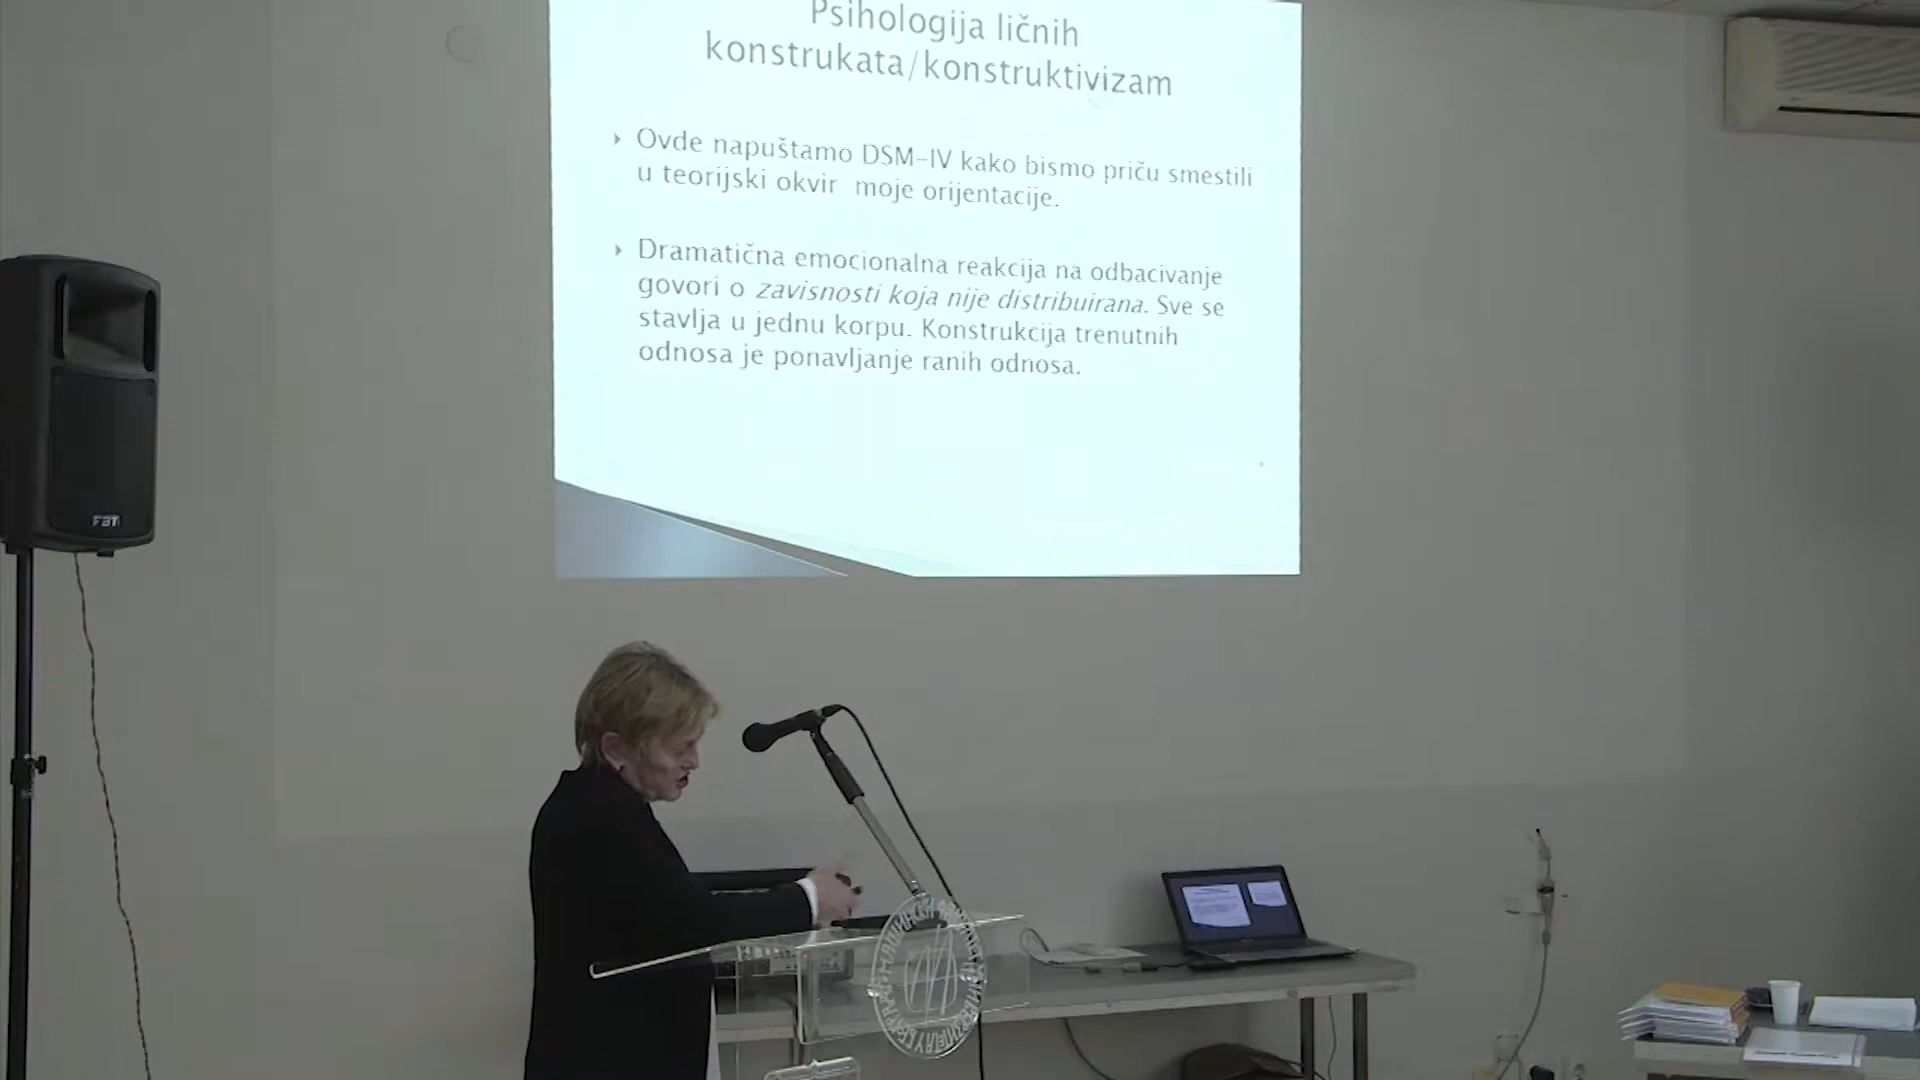 Psihologija ličnih
konstrukata/konstruktivizam
Ovde napuštamo DSM-IV kako bismo priču smestili
u teorijski okvir moje orijentacije.
Dramatična emocionalna reakcija na odbacivanje
govori o zavisnosti koja nije distribuirana. Sve se
stavlja u jednu korpu. Konstrukcija trenutnih
odnosa je ponavljanje ranih odnosa.
FBT